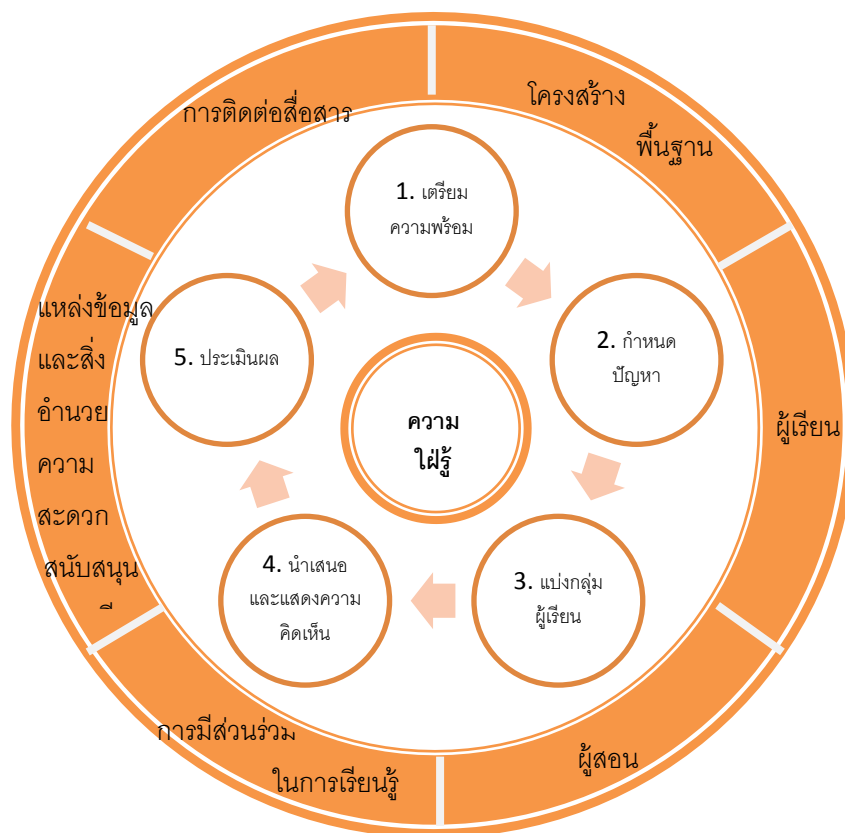 การติดต่อสื่อสาร
โครงสร้าง
พื้นฐาน
ผู้เรียน
ผู้สอน
การมีส่วนร่วม
ในการเรียนรู้
แหล่งข้อมูล
และสิ่ง
อำนวย
ความ
สะดวก
สนับสนุน
1. เตรียม
ความพร้อม
2. กำหนด
ปัญหา
3. แบ่งกลุ่ม
ผู้เรียน
4. นำเสนอ
และแสดงความ
คิดเห็น
5. ประเมินผล
ความ
ใฝ่รู้